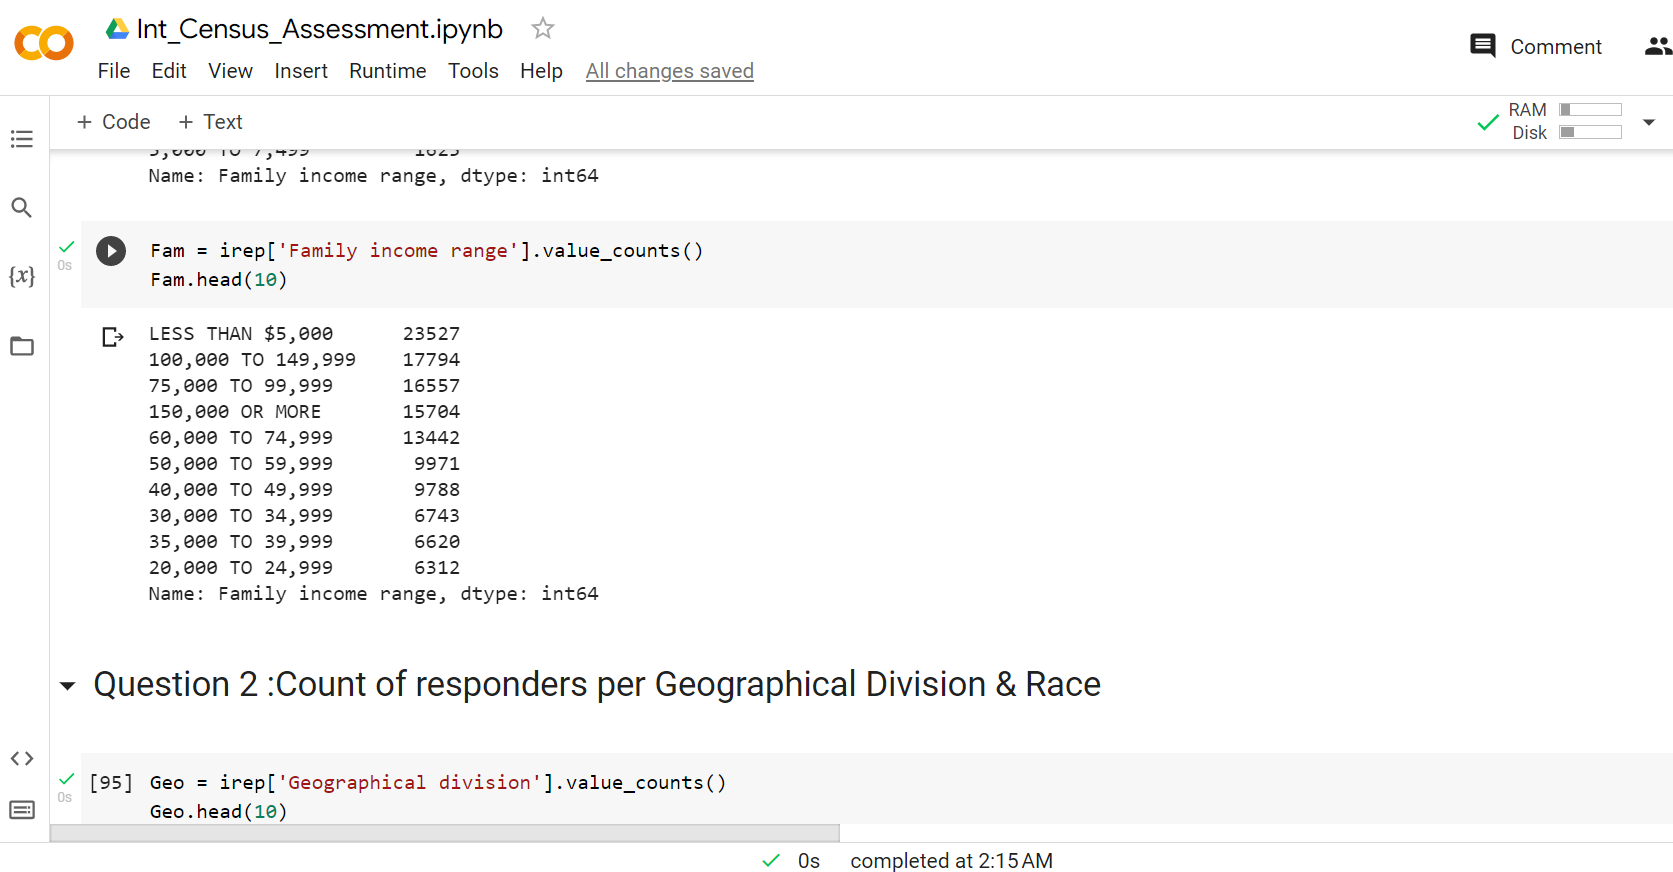 Int_Census_Assessment.ipynb
File Edit View Insert Runtime Tools Help All changes saved
Comment
+ Code + Text
RAM
Disk
5,000 TO 7,499 1625
Name: Family income range, dtype: int64
0s
Fam = irep['Family income range'].value_counts()
Fam.head(10)
{x}
LESS THAN $5,000 23527
100,000 TO 149,999 17794
75,000 TO 99,999 16557
150,000 OR MORE 15704
60,000 TO 74,999 13442
50,000 TO 59,999 9971
40,000 TO 49,999 9788
30,000 TO 34,999 6743
35,000 TO 39,999 6620
20,000 TO 24,999 6312
Name: Family income range, dtype: int64
Question 2 :Count of responders per Geographical Division & Race
0s
[95] Geo = irep['Geographical division'].value_counts()
Geo.head(10)
0s completed at 2:15 AM